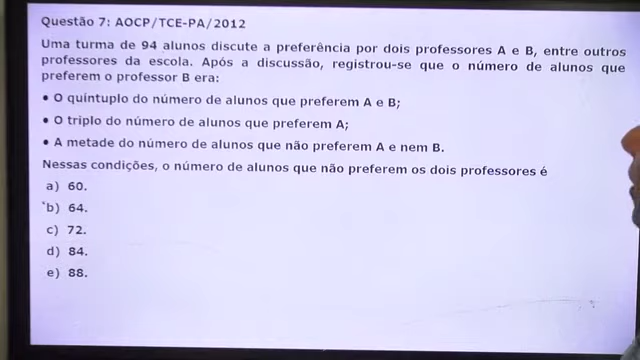 Questão 7: AOCP/TCE-PA/2012
Uma turma de 94 alunos discute a preferência por dois professores A e B, entre outros
professores da escola. Após a discussão, registrou-se que o número de alunos que
preferem o professor B era:
• O quíntuplo do número de alunos que preferem A e B;
• O triplo do número de alunos que preferem A;
• A metade do número de alunos que não preferem A e nem B.
Nessas condições, o número de alunos que não preferem os dois professores é
a) 60.
b) 64.
c) 72.
d) 84.
e) 88.